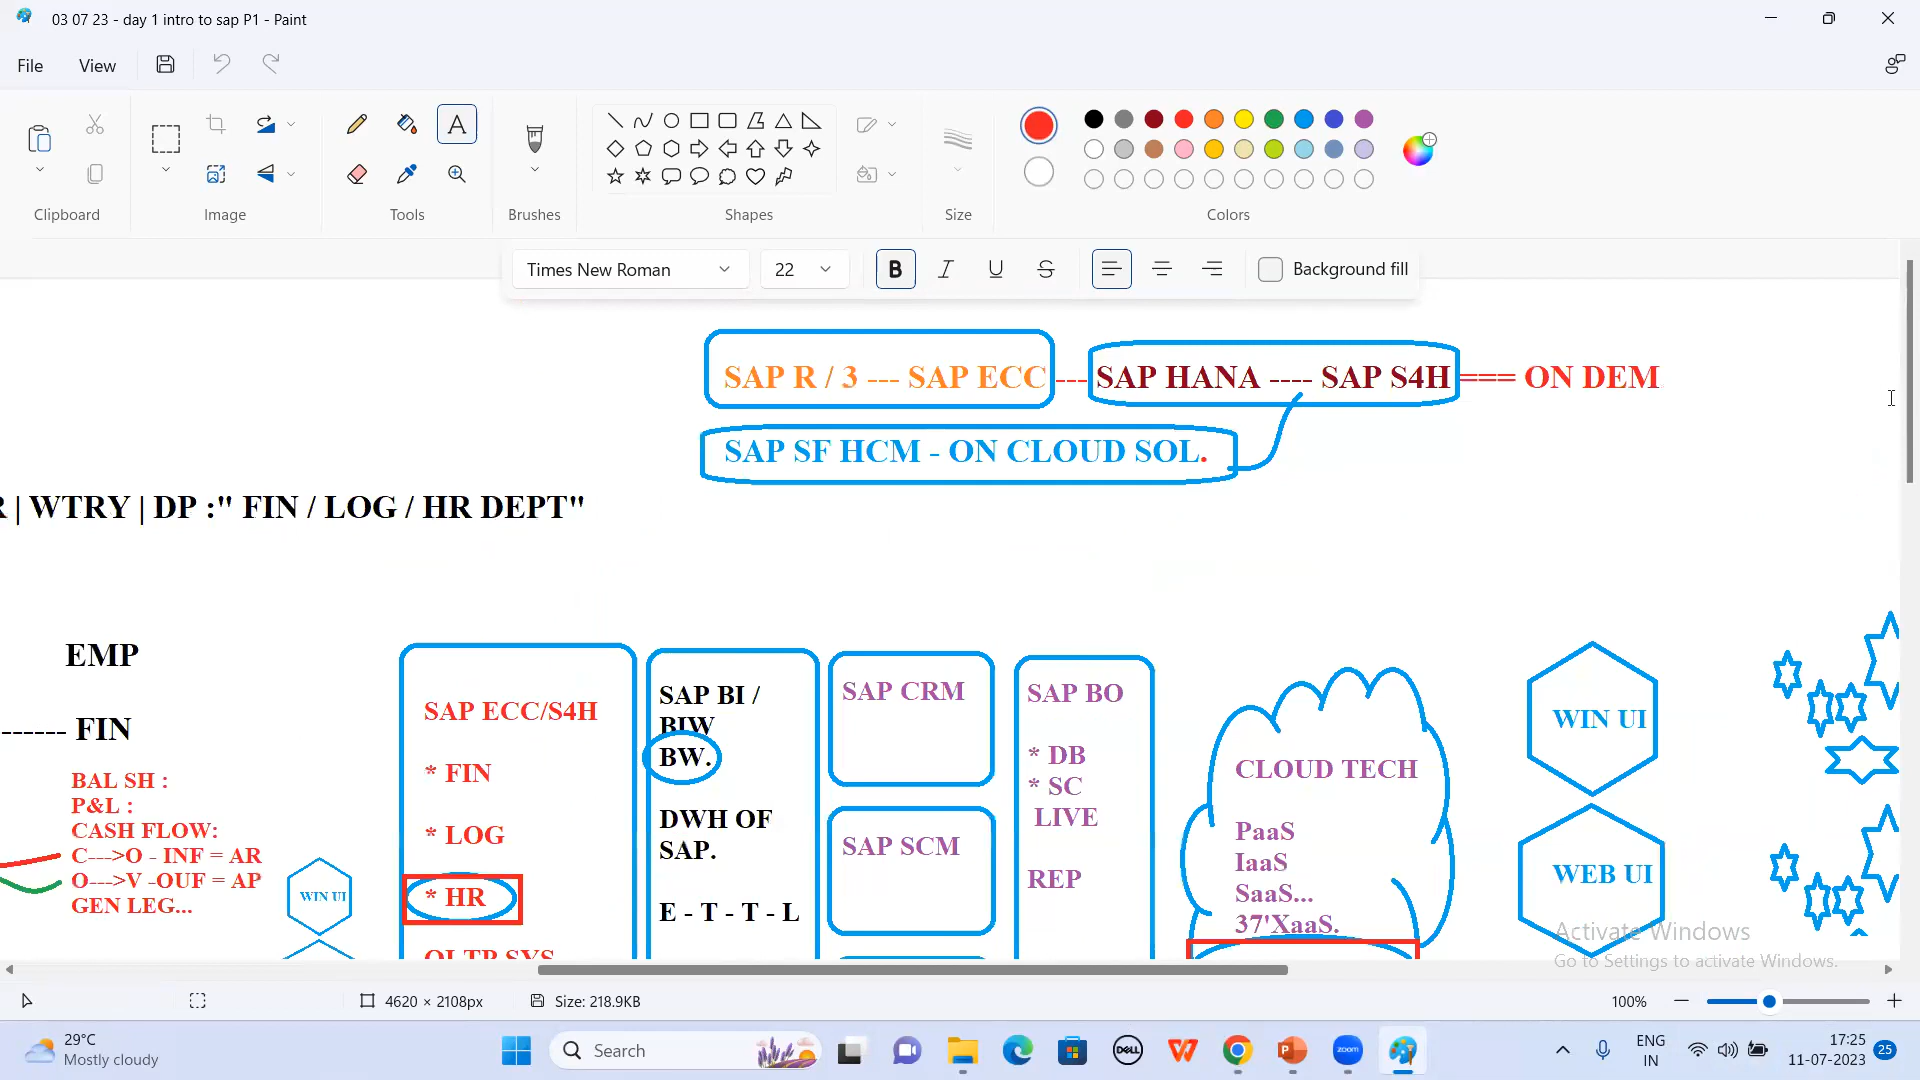 03 07 23 - day 1 intro to sap P1 - Paint
File View
Clipboard
Image
Tools
Brushes
Shapes
Size
Colors
Times New Roman 22 B I U S Background fill
SAP R / 3 --- SAP ECC --- SAP HANA ---- SAP S4H === ON DEM
SAP SF HCM - ON CLOUD SOL.
| WTRY | DP :" FIN / LOG / HR DEPT"
EMP
------ FIN
BAL SH :
P&L :
CASH FLOW:
C--->O - INF = AR
O--->V -OUF = AP
GEN LEG...
WIN UI
SAP ECC/S4H
* FIN
* LOG
* HR
OLTP SYS
SAP BI /
BIW
BW.
DWH OF
SAP.
E - T - T - L
SAP CRM
SAP SCM
SAP BO
* DB
* SC
LIVE
REP
CLOUD TECH
PaaS
IaaS
SaaS...
37'XaaS.
WIN UI
WEB UI
Activate Windows
Go to Settings to activate Windows.
4620 × 2108px
Size: 218.9KB
100%
29°C
Mostly cloudy
Search
DELL
zoom
ENG
IN
17:25
11-07-2023
25